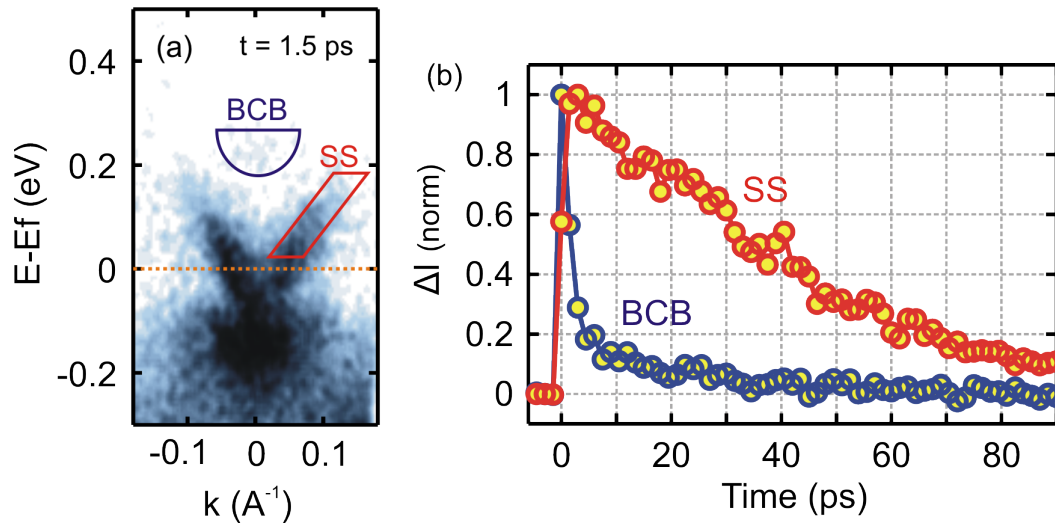 (a)
t = 1.5 ps
BCB
SS
0.4
0.2
0
-0.2
E-Ef (eV)
-0.1
0
0.1
k (A⁻¹)
(b)
1
0.8
0.6
0.4
0.2
0
ΔI (norm)
SS
BCB
0
20
40
60
80
Time (ps)